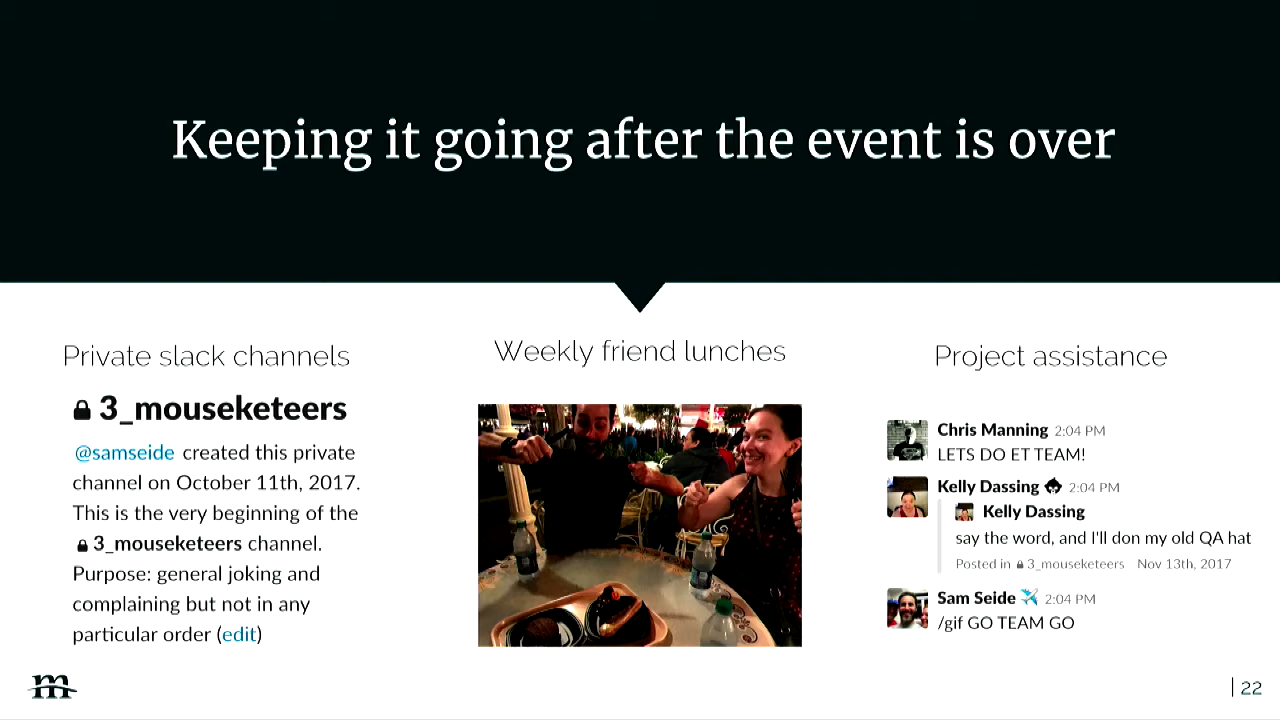 Keeping it going after the event is over
Private slack channels
3_mouseketeers
@samseide created this private
channel on October 11th, 2017.
This is the very beginning of the
3_mouseketeers channel.
Purpose: general joking and
complaining but not in any
particular order (edit)
Weekly friend lunches
Project assistance
Chris Manning 2:04 PM
LETS DO ET TEAM!
Kelly Dassing 2:04 PM
Kelly Dassing
say the word, and I'll don my old QA hat
Posted in 3_mouseketeers Nov 13th, 2017
Sam Seide 2:04 PM
/gif GO TEAM GO
m
22